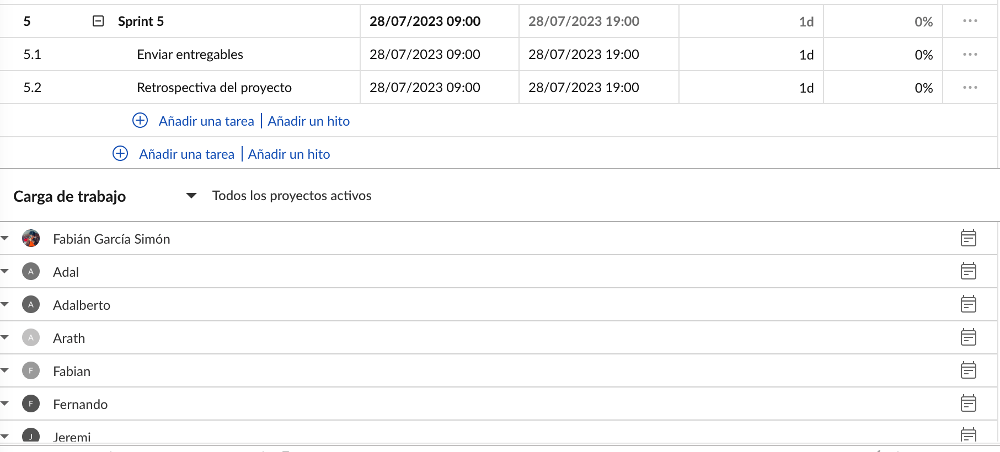 5 Sprint 5 28/07/2023 09:00 28/07/2023 19:00 1d 0% ...
5.1 Enviar entregables 28/07/2023 09:00 28/07/2023 19:00 1d 0% ...
5.2 Retrospectiva del proyecto 28/07/2023 09:00 28/07/2023 19:00 1d 0% ...
Añadir una tarea | Añadir un hito
Añadir una tarea | Añadir un hito
Carga de trabajo Todos los proyectos activos
Fabián García Simón
A Adal
A Adalberto
A Arath
F Fabian
F Fernando
J Jeremi